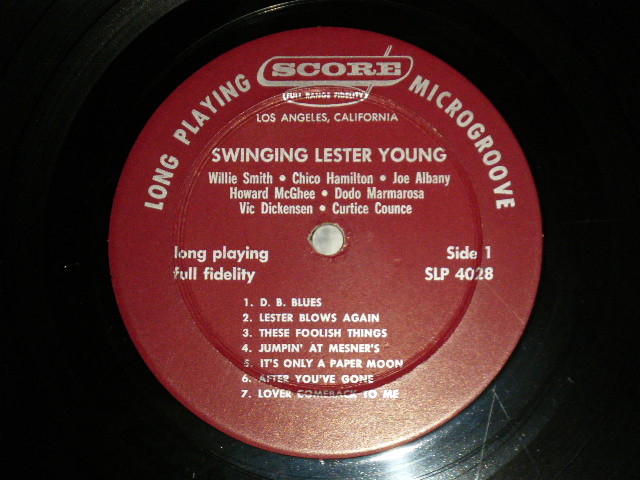 LONG PLAYING
MICROGROOVE
SCORE
FULL RANGE FIDELITY
LOS ANGELES, CALIFORNIA
SWINGING LESTER YOUNG
Willie Smith • Chico Hamilton • Joe Albany
Howard McGhee • Dodo Marmarosa
Vic Dickensen • Curtice Counce
long playing
full fidelity
Side 1
SLP 4028
1. D. B. BLUES
2. LESTER BLOWS AGAIN
3. THESE FOOLISH THINGS
4. JUMPIN' AT MESNER'S
5. IT'S ONLY A PAPER MOON
6. AFTER YOU'VE GONE
7. LOVER COMEBACK TO ME